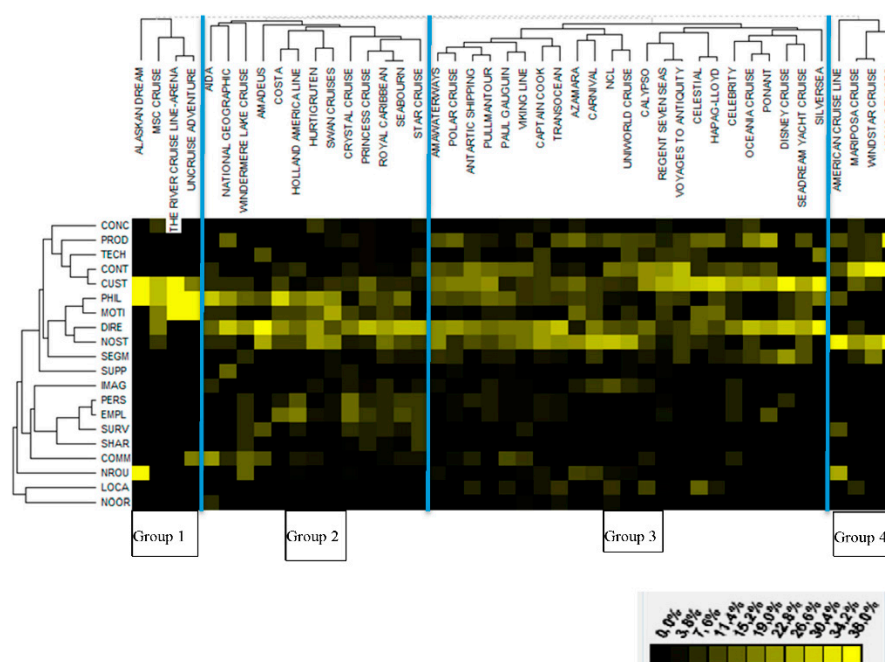 ALASKAN DREAM
MSC CRUISE
THE RIVER CRUISE LINE-ARENA
UNCRUISE ADVENTURE
AIDA
NATIONAL GEOGRAPHIC
WINDERMERE LAKE CRUISE
AMADEUS
COSTA
HOLLAND AMERICA LINE
HURTIGRUTEN
SWAN CRUISES
CRYSTAL CRUISE
PRINCESS CRUISE
ROYAL CARIBBEAN
SEABOURN
STAR CRUISE
AMAWATERWAYS
POLAR CRUISE
ANTARTIC SHIPPING
PULLMANTOUR
PAUL GAUGUIN
VIKING LINE
CAPTAIN COOK
TRANSOCEAN
AZAMARA
CARNIVAL
NCL
UNIWORLD CRUISE
CALYPSO
RECENT SEVEN SEAS
VOYAGES TO ANTIQUITY
CELESTIAL
HAPAG-LLOYD
CELEBRITY
OCEANIA CRUISE
PONANT
DISNEY CRUISE
SEADREAM YACHT CRUISE
SILVERSEA
AMERICAN CRUISE LINE
MARIPOSA CRUISE
WINDSTAR CRUISE
CONC
PROD
TECH
CONT
CUST
PHIL
MOTI
DIRE
NOST
SEGM
SUPP
IMAG
PERS
EMPL
SURV
SHAR
COMM
NROU
LOCA
NOOR
Group 1
Group 2
Group 3
Group 4
0,0%
3,8%
7,6%
11,4%
15,2%
19,0%
22,8%
26,6%
30,4%
34,2%
38,0%